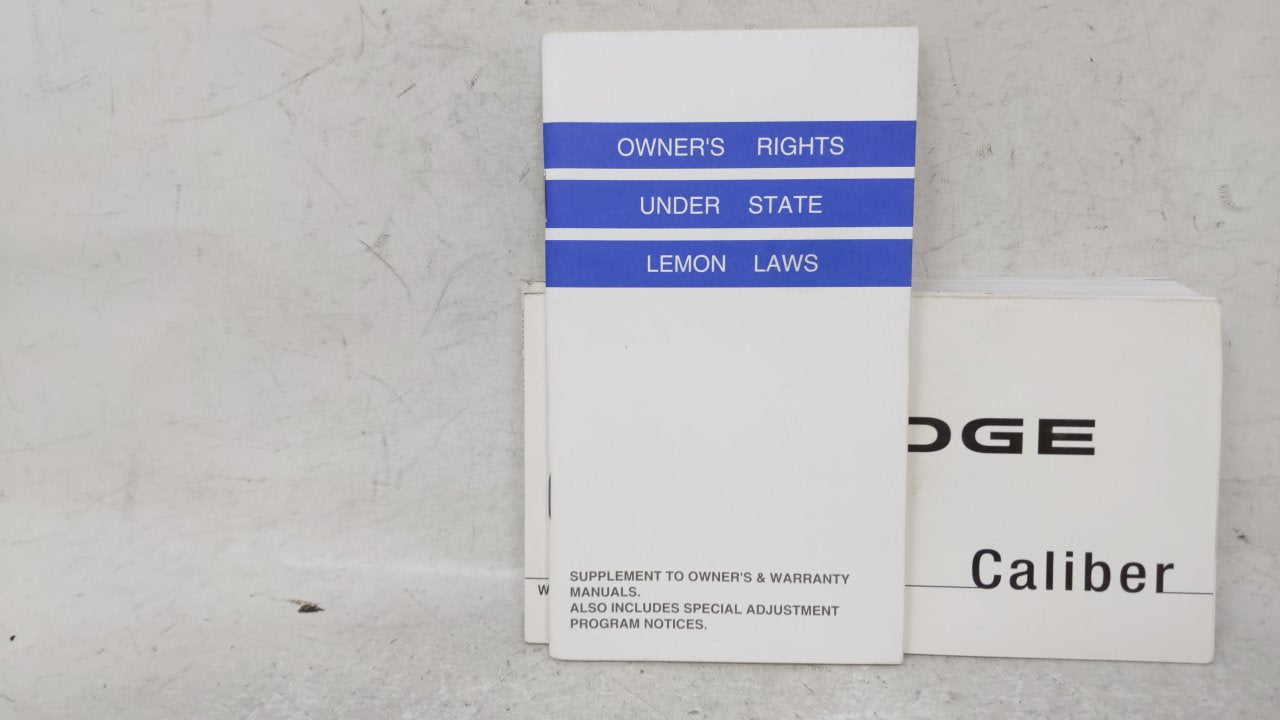 OWNER'S RIGHTS
UNDER STATE
LEMON LAWS
SUPPLEMENT TO OWNER'S & WARRANTY
MANUALS.
ALSO INCLUDES SPECIAL ADJUSTMENT
PROGRAM NOTICES.
DGE
Caliber
W